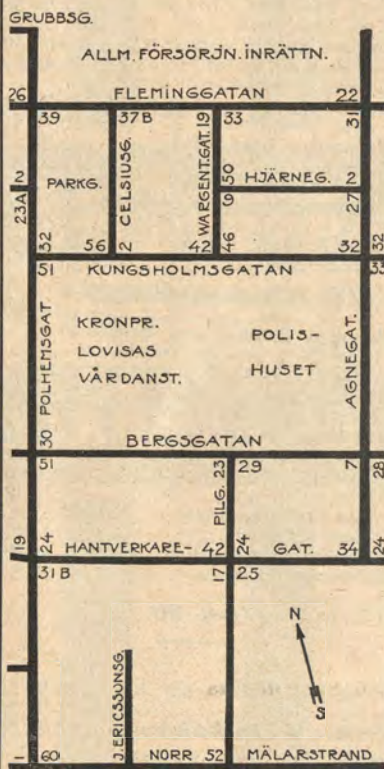 GRUBBSG.
ALLM. FÖRSÖRJN. INRÄTTN.
26 FLEMINGGATAN 22
39 37B 19 33 31
WARGENT.GAT.
CELSIUSG.
2 PARKG. 50 HJÄRNEG. 2
23A 9 27
32 56 2 42 46 32 32
51 KUNGSHOLMSGATAN 33
POLHEMSGAT.
KRONPR.
LOVISAS
VÅRDANST.
POLIS-
HUSET
AGNEGAT.
30 BERGSGATAN
51 23 29 7 28
PILG.
19 24 HANTVERKARE- 42 24 GAT. 34 24
31 B 17 25
N
S
J.ERICSSONSG.
1 60 NORR 52 MÄLARSTRAND